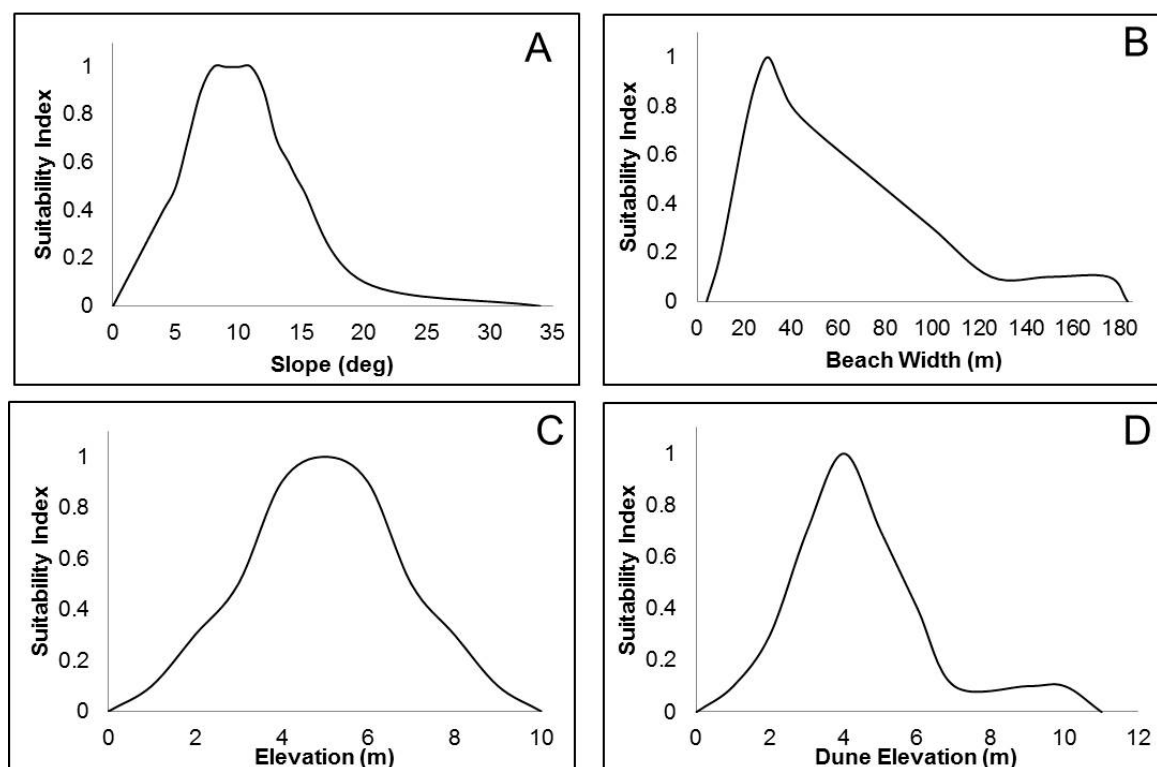 A
Suitability Index
1
0.8
0.6
0.4
0.2
0
0 5 10 15 20 25 30 35
Slope (deg)
B
Suitability Index
1
0.8
0.6
0.4
0.2
0
0 20 40 60 80 100 120 140 160 180
Beach Width (m)
C
Suitability Index
1
0.8
0.6
0.4
0.2
0
0 2 4 6 8 10
Elevation (m)
D
Suitability Index
1
0.8
0.6
0.4
0.2
0
0 2 4 6 8 10 12
Dune Elevation (m)